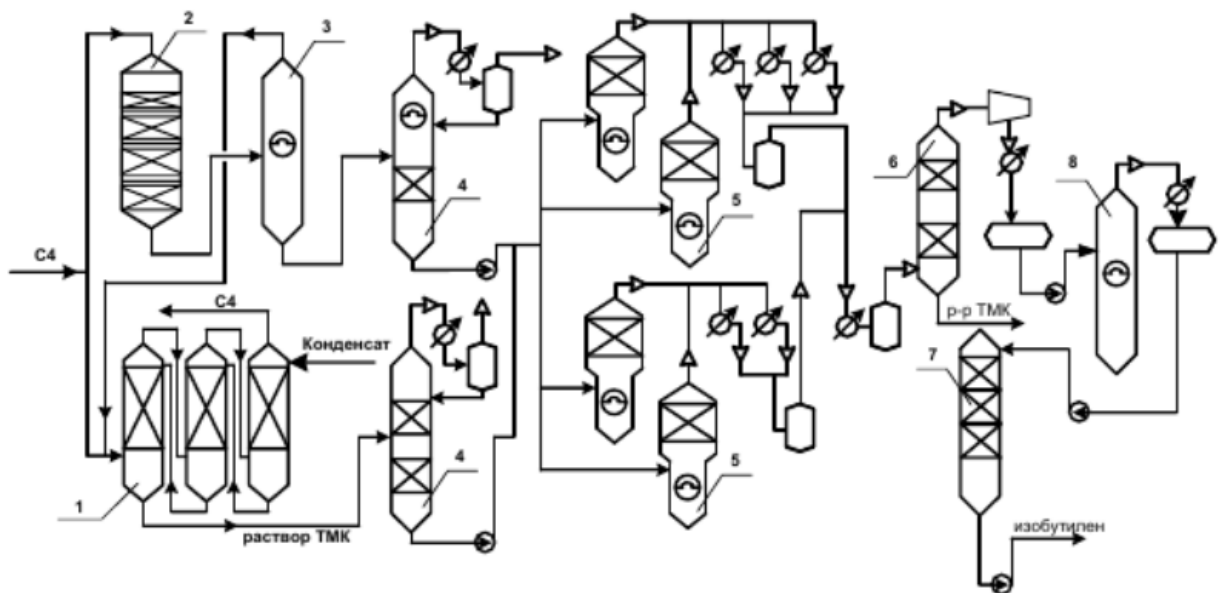 2
3
4
5
6
8
C4
C4
Конденсат
р-р ТМК
7
4
5
1
раствор ТМК
изобутилен